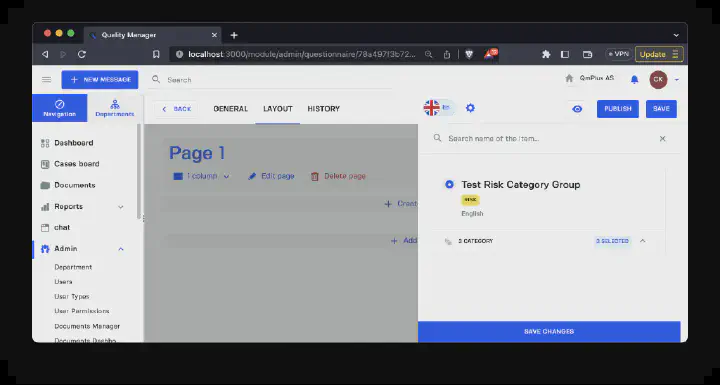 Quality Manager
localhost:3000/module/admin/questionnaire/78a497f3b72...
VPN
Update
NEW MESSAGE
Search
QmPlus AS
CK
Navigation
Departments
BACK
GENERAL
LAYOUT
HISTORY
EN
PUBLISH
SAVE
Dashboard
Cases board
Documents
Reports
chat
Admin
Department
Users
User Types
User Permissions
Documents Manager
Documents Dashbo
Page 1
1 column
Edit page
Delete page
Creat
Add
Search name of the item...
Test Risk Category Group
RISK
English
3 CATEGORY
3 SELECTED
SAVE CHANGES